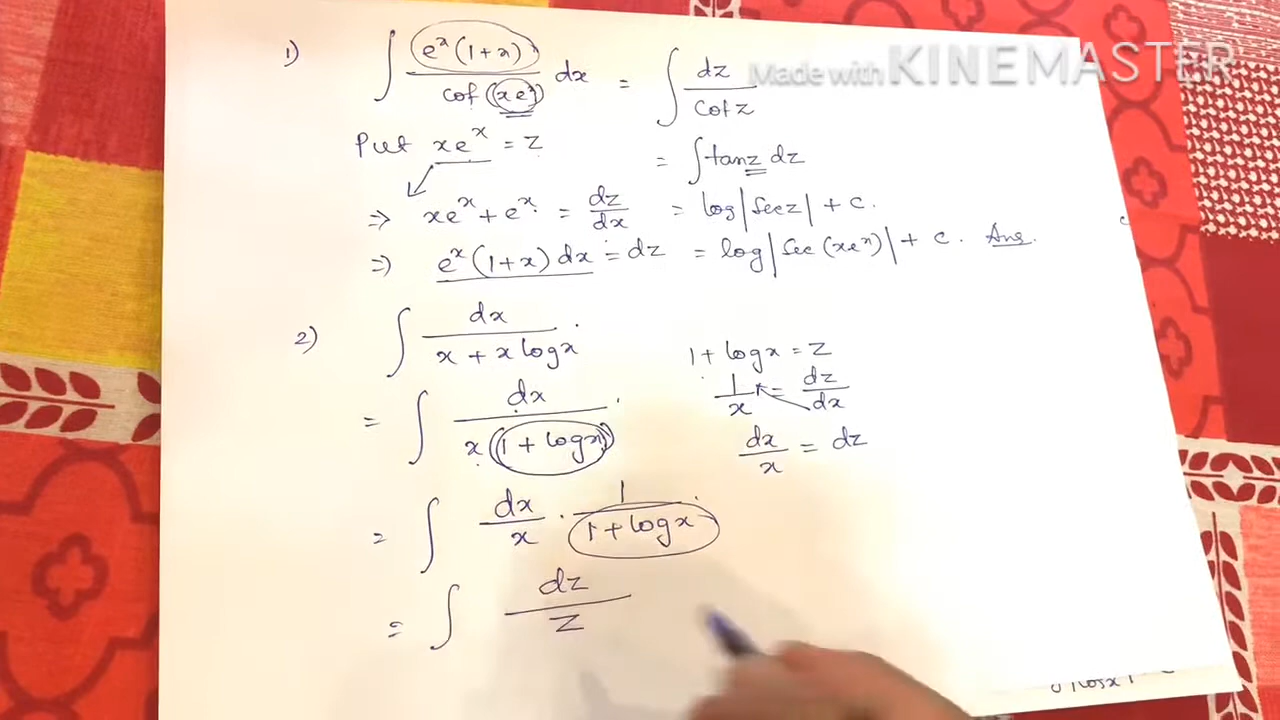 1) ∫ e^x (1+x) / cot (xe^x) dx = ∫ dz / cot z
Made with KINEMASTER
Put xe^x = z
= ∫ tan z dz
⇒ xe^x + e^x = dz/dx
= log |sec z| + c.
⇒ e^x (1+x) dx = dz
= log |sec (xe^x)| + c. Ans.
2) ∫ dx / x + x log x
1 + log x = z
= ∫ dx / x (1 + log x)
1/x = dz/dx
dx/x = dz
= ∫ dx/x · 1 / 1 + log x
= ∫ dz / z